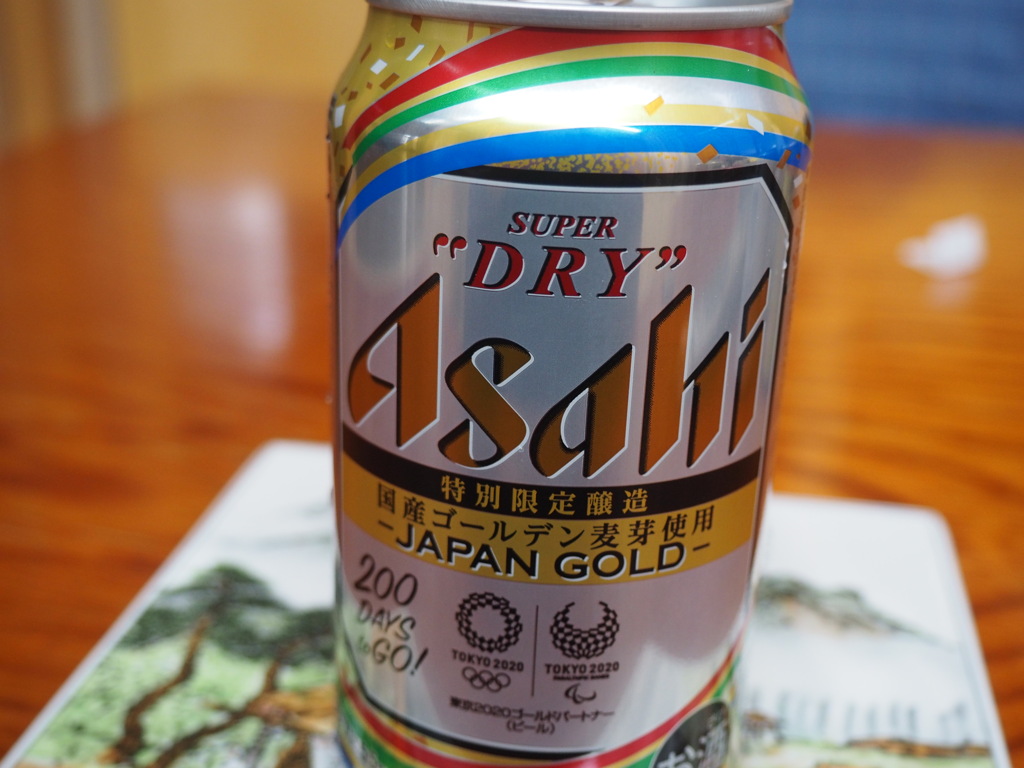 SUPER
"DRY"
Asahi
特別限定醸造
国産ゴールデン麦芽使用
-JAPAN GOLD-
200
DAYS
to GO!
TOKYO 2020
TOKYO 2020
東京2020ゴールドパートナー
(ビール)
お酒